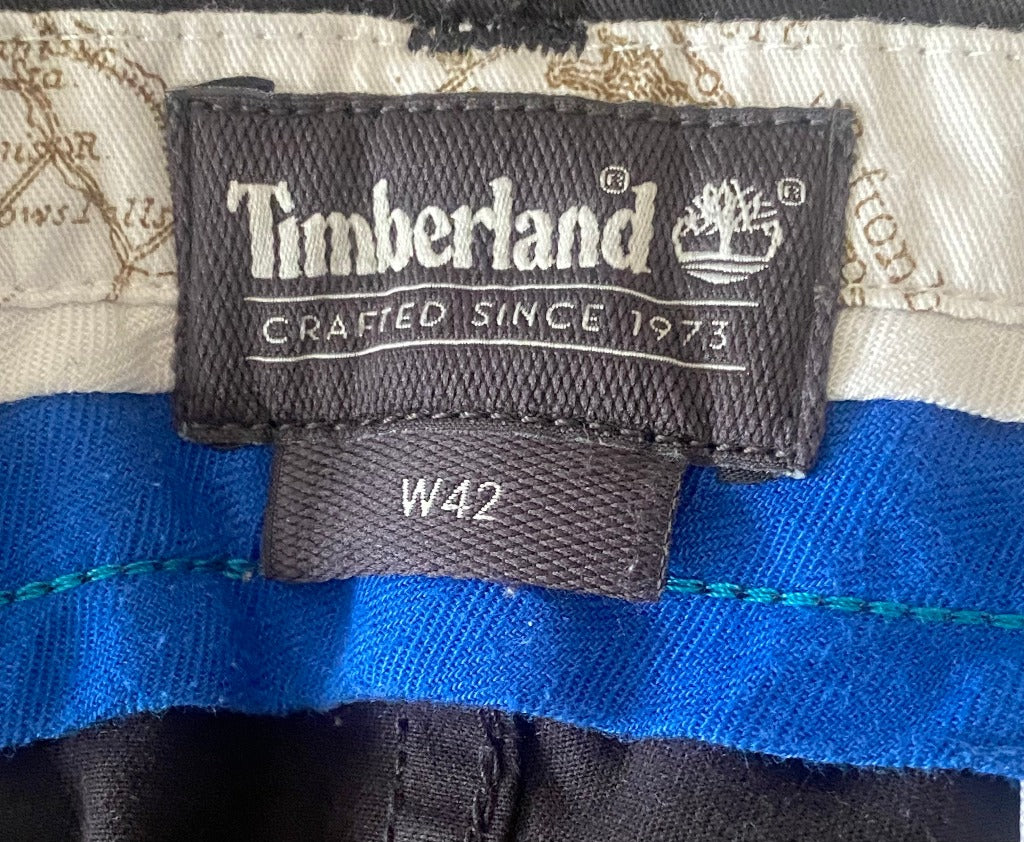 Timberland® ®
CRAFTED SINCE 1973
W42